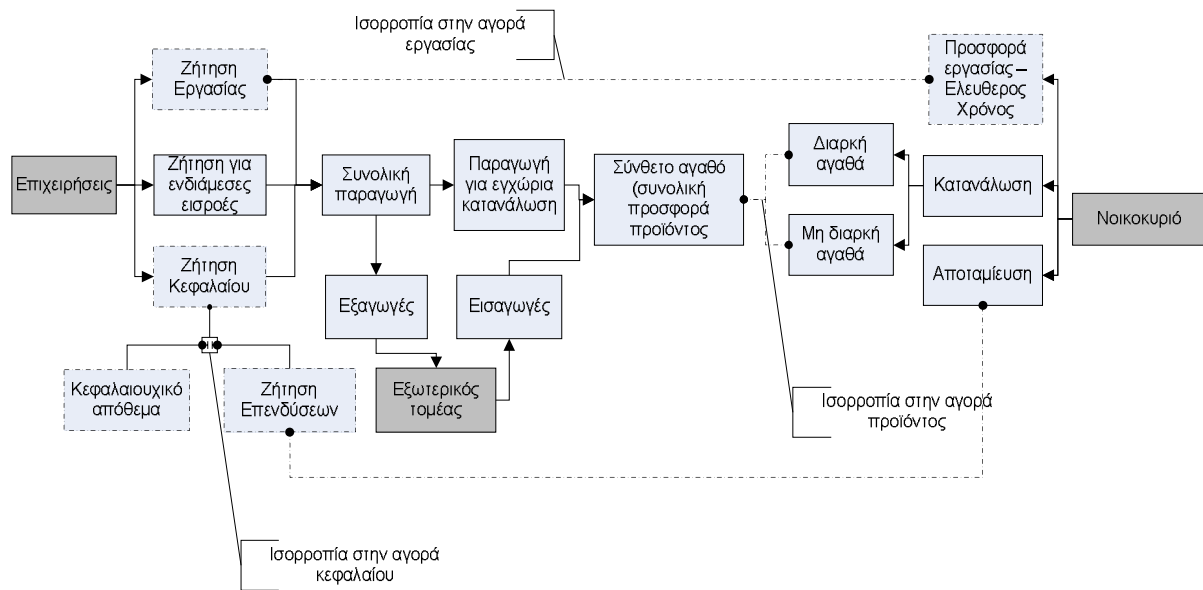 Ισορροπία στην αγορά
εργασίας
Ζήτηση
Εργασίας
Προσφορά
εργασίας –
Ελευθερος
Χρόνος
Επιχειρήσεις
Ζήτηση για
ενδιάμεσες
εισροές
Συνολική
παραγωγή
Παραγωγή
για εγχώρια
κατανάλωση
Σύνθετο αγαθό
(συνολική
προσφορά
προϊόντος
Διαρκή
αγαθά
Μη διαρκή
αγαθά
Κατανάλωση
Νοικοκυριό
Αποταμίευση
Ζήτηση
Κεφαλαίου
Εξαγωγές
Εισαγωγές
Κεφαλαιουχικό
απόθεμα
Ζήτηση
Επενδύσεων
Εξωτερικός
τομέας
Ισορροπία στην αγορά
προϊόντος
Ισορροπία στην αγορά
κεφαλαίου